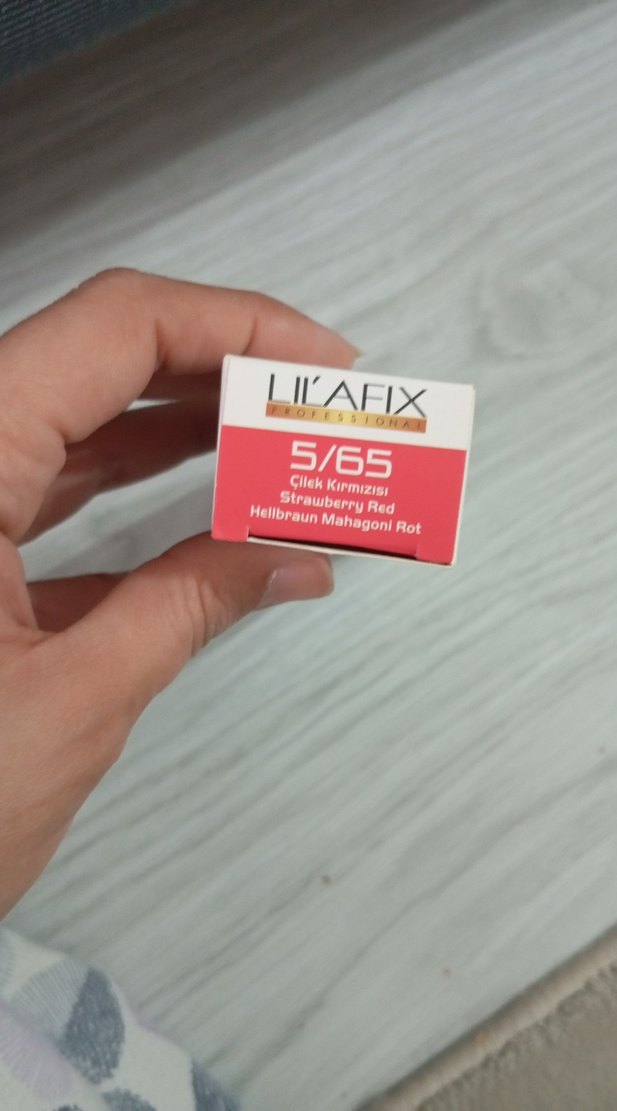 LIL'AFIX
PROFESSIONAL
5/65
Çilek Kırmızısı
Strawberry Red
Hellbraun Mahagoni Rot